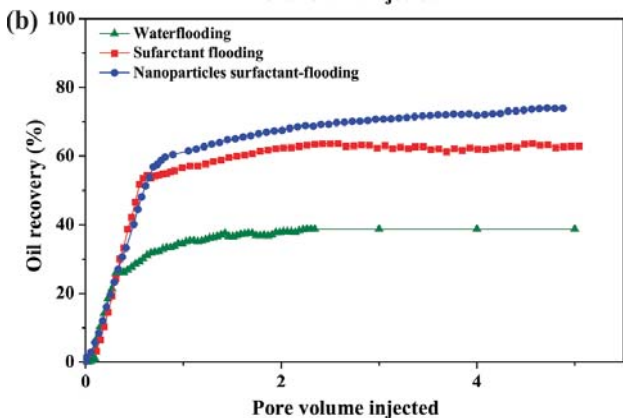 (b)
100
Waterflooding
Sufarctant flooding
Nanoparticles surfactant-flooding
80
60
40
20
0
Oil recovery (%)
0
2
4
Pore volume injected